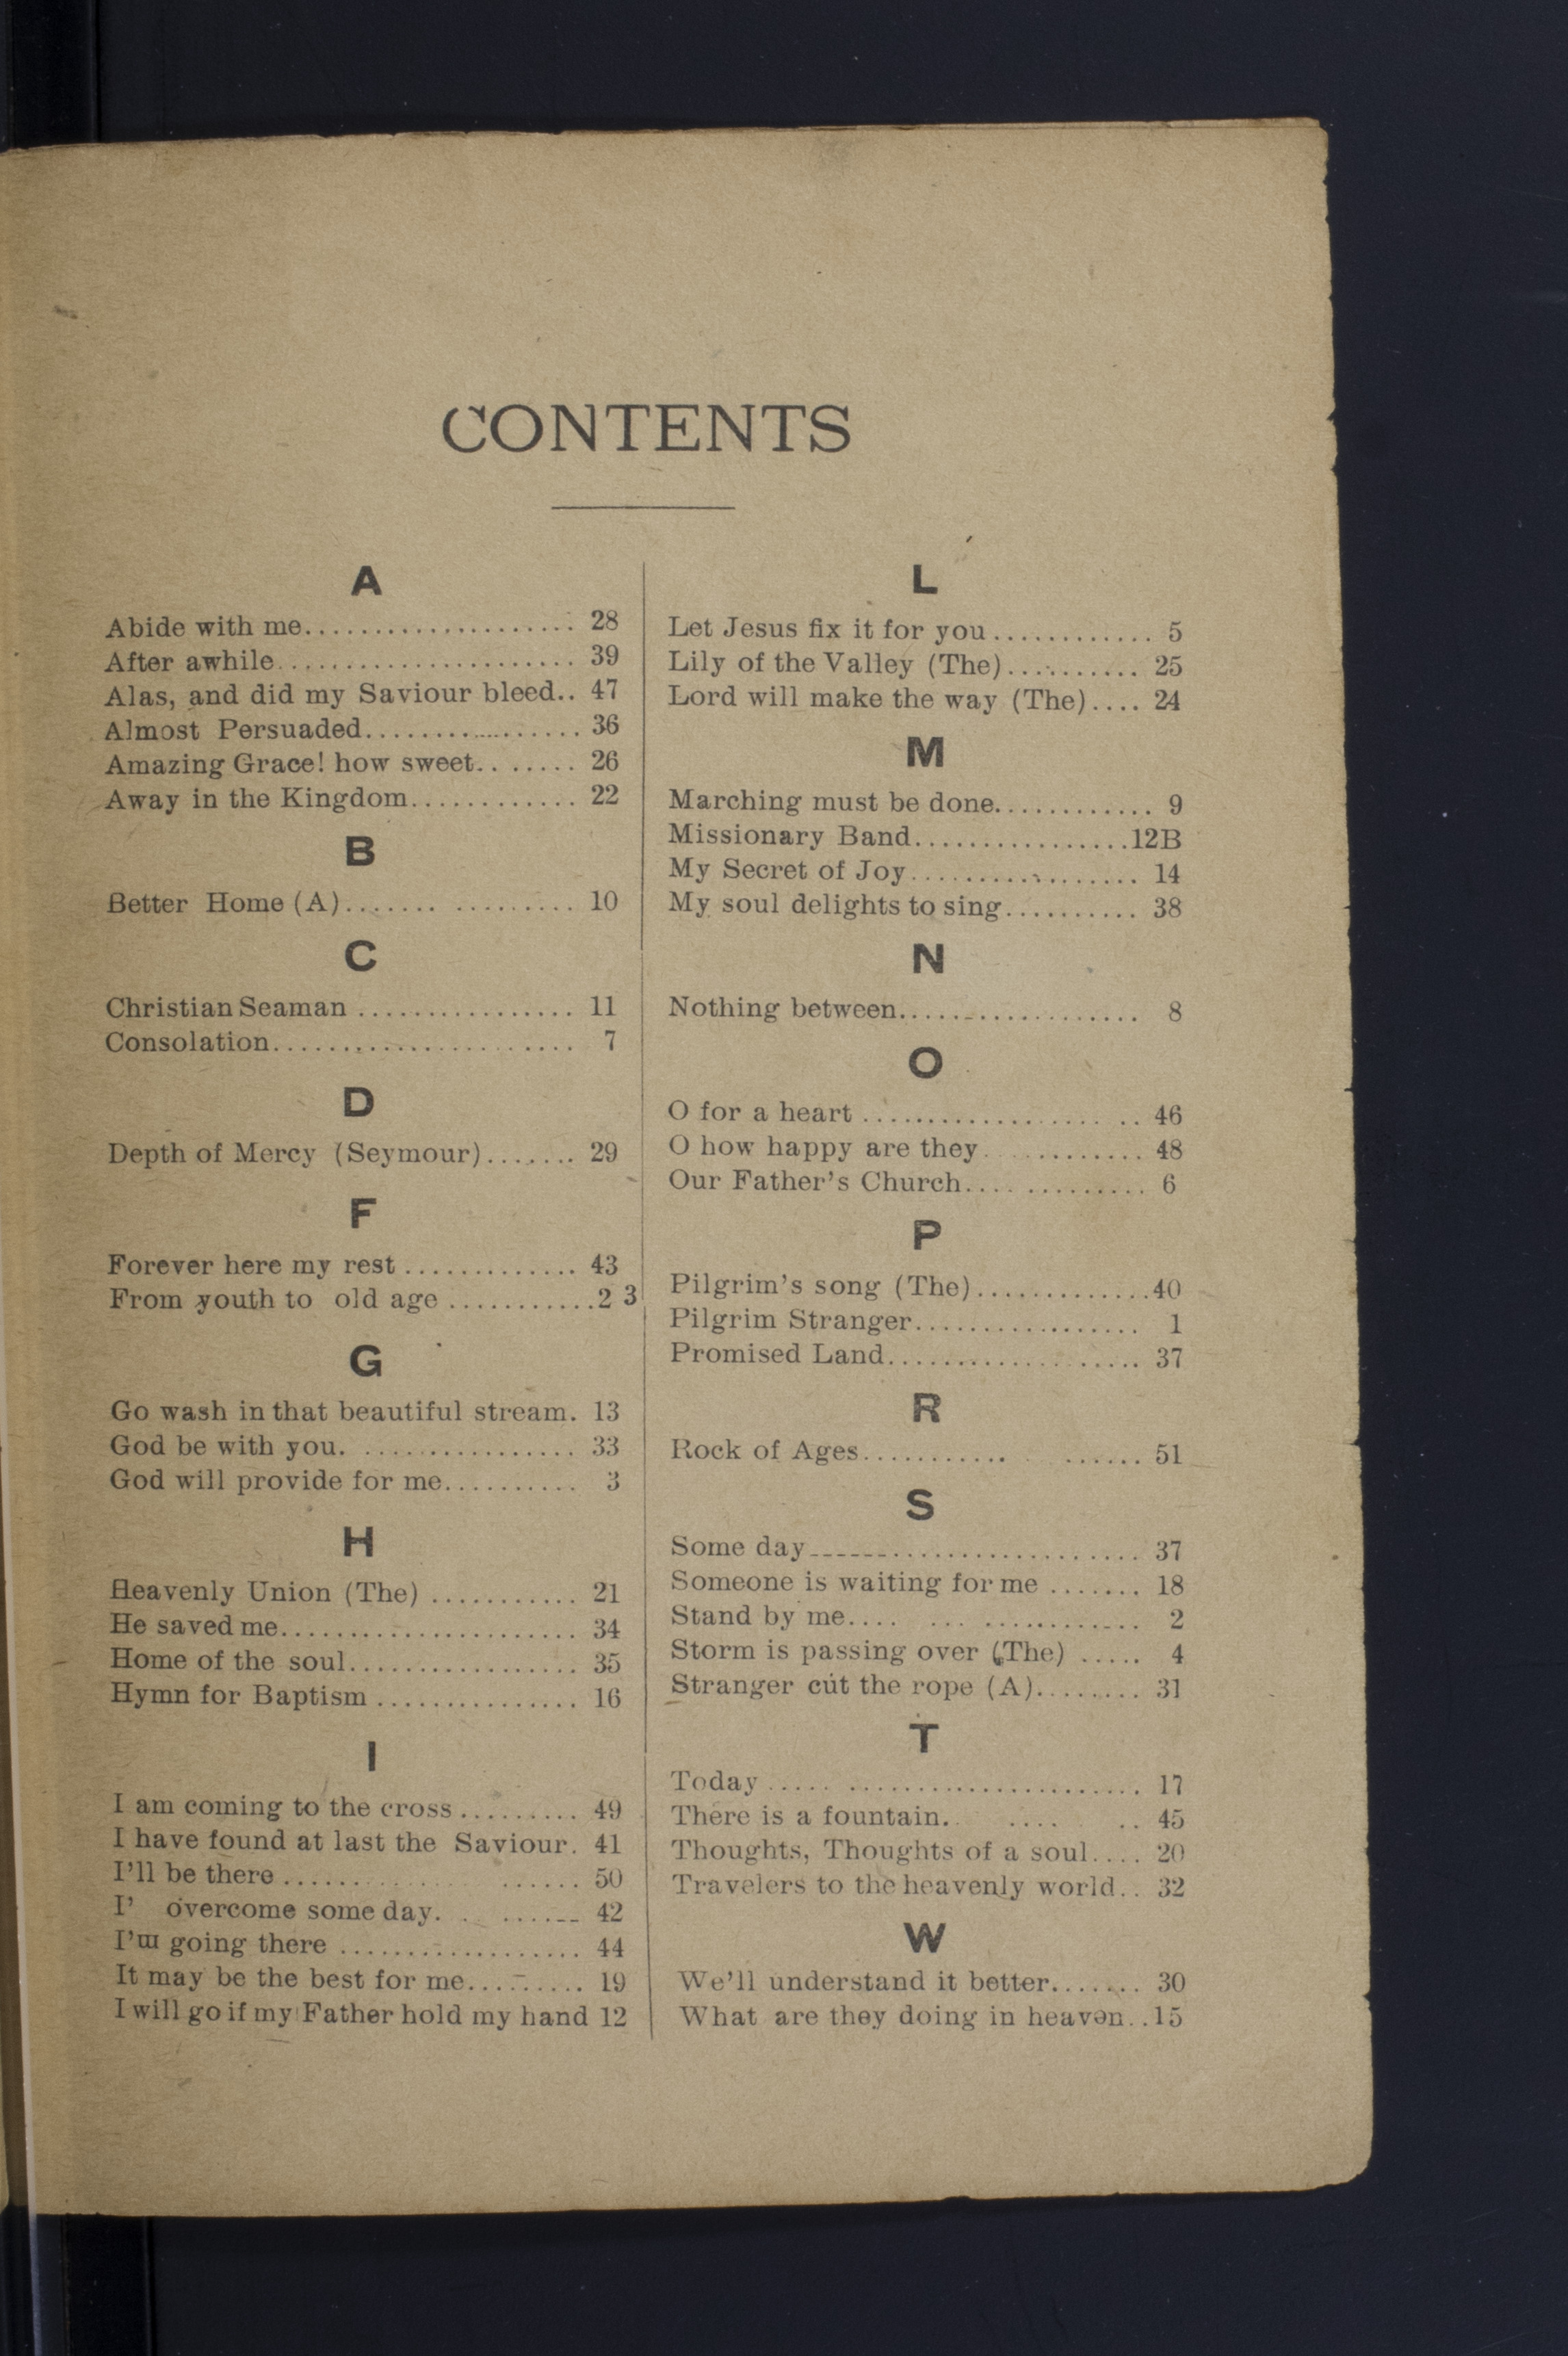 CONTENTS
A
Abide with me.................... 28
After awhile...................... 39
Alas, and did my Saviour bleed.. 47
Almost Persuaded................ 36
Amazing Grace! how sweet....... 26
Away in the Kingdom............ 22
B
Better Home (A)....... ......... 10
C
Christian Seaman ................ 11
Consolation...................... 7
D
Depth of Mercy (Seymour)....... 29
F
Forever here my rest ............. 43
From youth to old age ...........2 3
G
Go wash in that beautiful stream. 13
God be with you. ................ 33
God will provide for me.......... 3
H
Heavenly Union (The) ........... 21
He saved me...................... 34
Home of the soul................. 35
Hymn for Baptism ............... 16
I
I am coming to the cross......... 49
I have found at last the Saviour. 41
I'll be there ..... ...... 50
I' overcome some day. . ...... 42
I'm going there .................. 44
It may be the best for me......... 19
I will go if my Father hold my hand 12
L
Let Jesus fix it for you............ 5
Lily of the Valley (The).......... 25
Lord will make the way (The).... 24
M
Marching must be done............ 9
Missionary Band................12B
My Secret of Joy................. 14
My soul delights to sing.......... 38
N
Nothing between.................. 8
O
O for a heart .................. .. 46
O how happy are they............ 48
Our Father's Church.... ......... 6
P
Pilgrim's song (The).............40
Pilgrim Stranger................. 1
Promised Land................... 37
R
Rock of Ages........... ...... 51
S
Some day........................ 37
Someone is waiting for me ....... 18
Stand by me.... ... ............ 2
Storm is passing over (The) ..... 4
Stranger cut the rope (A)........ 31
T
Today ..... ...................... 17
There is a fountain. .... .. 45
Thoughts, Thoughts of a soul.... 20
Travelers to the heavenly world.. 32
W
We'll understand it better....... 30
What are they doing in heaven..15